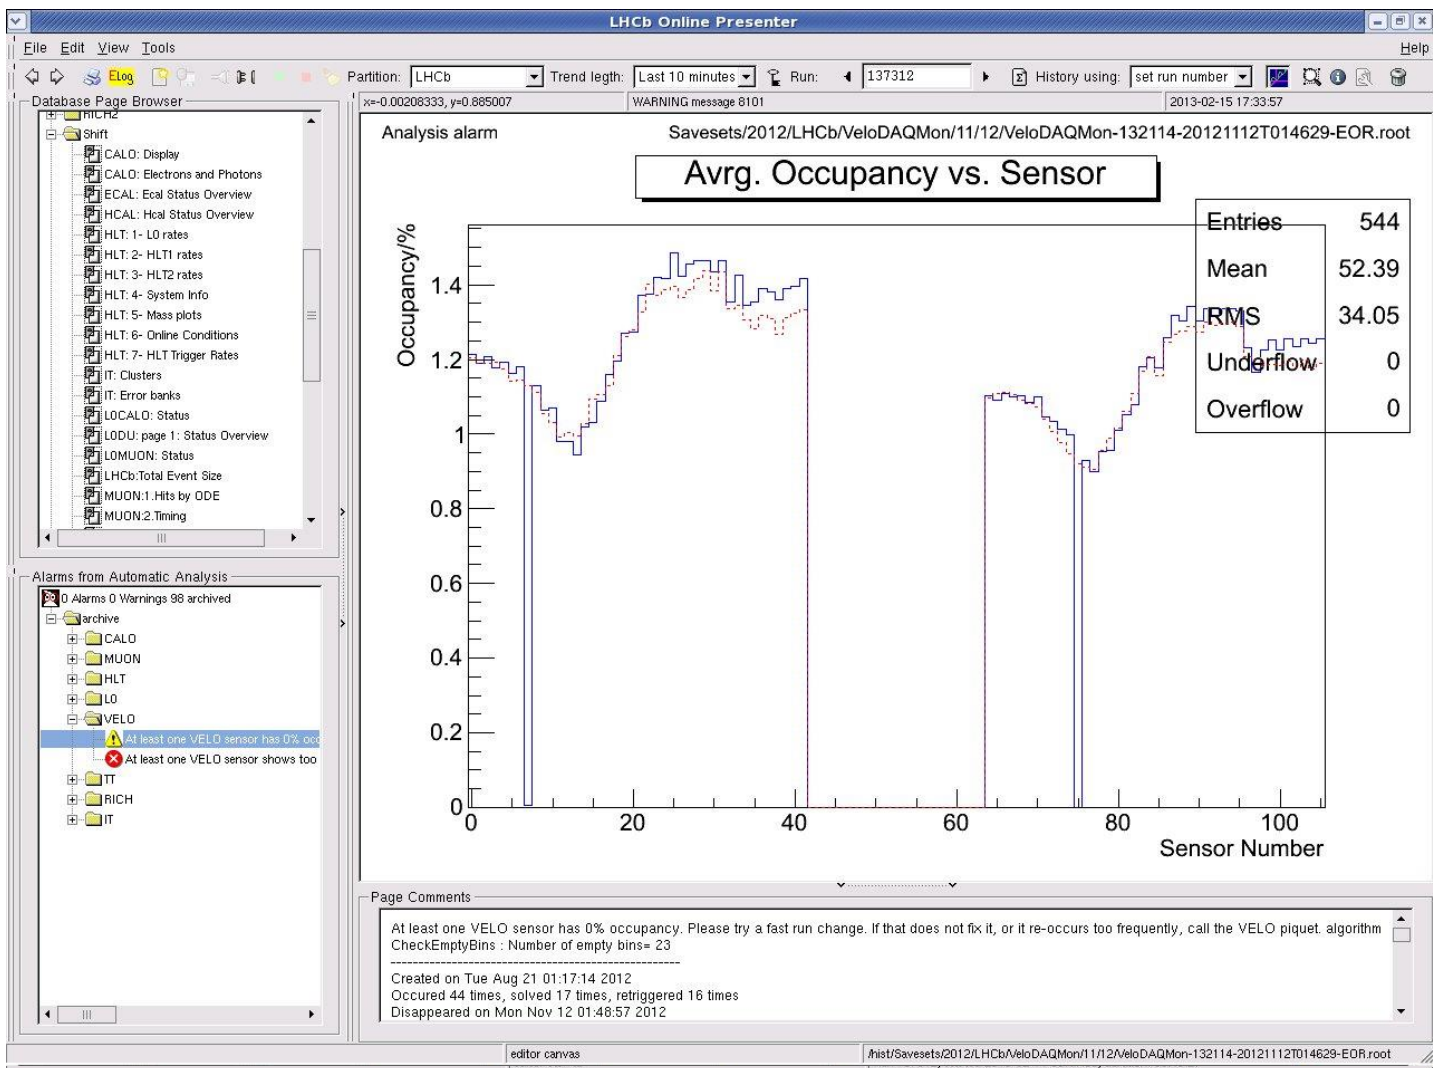 LHCb Online Presenter
File Edit View Tools Help
ELog Partition: LHCb Trend legth: Last 10 minutes Run: 137312 History using: set run number
Database Page Browser
x=-0.00208333, y=0.885007 WARNING message 8101 2013-02-15 17:33:57
RICH2
Shift
CALO: Display
CALO: Electrons and Photons
ECAL: Ecal Status Overview
HCAL: Hcal Status Overview
HLT: 1- L0 rates
HLT: 2- HLT1 rates
HLT: 3- HLT2 rates
HLT: 4- System Info
HLT: 5- Mass plots
HLT: 6- Online Conditions
HLT: 7- HLT Trigger Rates
IT: Clusters
IT: Error banks
L0CALO: Status
L0DU: page 1: Status Overview
L0MUON: Status
LHCb:Total Event Size
MUON:1.Hits by ODE
MUON:2.Timing
Alarms from Automatic Analysis
0 Alarms 0 Warnings 98 archived
archive
CALO
MUON
HLT
L0
VELO
At least one VELO sensor has 0% occ
At least one VELO sensor shows too
TT
RICH
IT
Analysis alarm Savesets/2012/LHCb/VeloDAQMon/11/12/VeloDAQMon-132114-20121112T014629-EOR.root
Avrg. Occupancy vs. Sensor
Entries 544
Mean 52.39
RMS 34.05
Underflow 0
Overflow 0
Occupancy/%
1.4
1.2
1
0.8
0.6
0.4
0.2
0
0 20 40 60 80 100
Sensor Number
Page Comments
At least one VELO sensor has 0% occupancy. Please try a fast run change. If that does not fix it, or it re-occurs too frequently, call the VELO piquet. algorithm
CheckEmptyBins : Number of empty bins= 23
------------------------------------------------------
Created on Tue Aug 21 01:17:14 2012
Occured 44 times, solved 17 times, retriggered 16 times
Disappeared on Mon Nov 12 01:48:57 2012
editor canvas /hist/Savesets/2012/LHCb/VeloDAQMon/11/12/VeloDAQMon-132114-20121112T014629-EOR.root